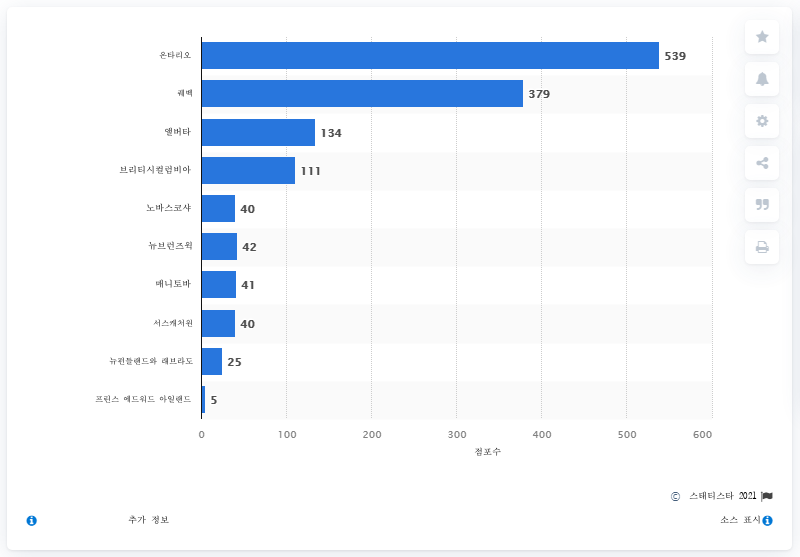 온타리오 539
퀘백 379
앨버타 134
브리티시컬럼비아 111
노바스코샤 40
뉴브런즈윅 42
매니토바 41
서스캐처원 40
뉴펀들랜드와 래브라도 25
프린스 에드워드 아일랜드 5
0 100 200 300 400 500 600
점포수
© 스태티스타 2021
추가 정보 소스 표시